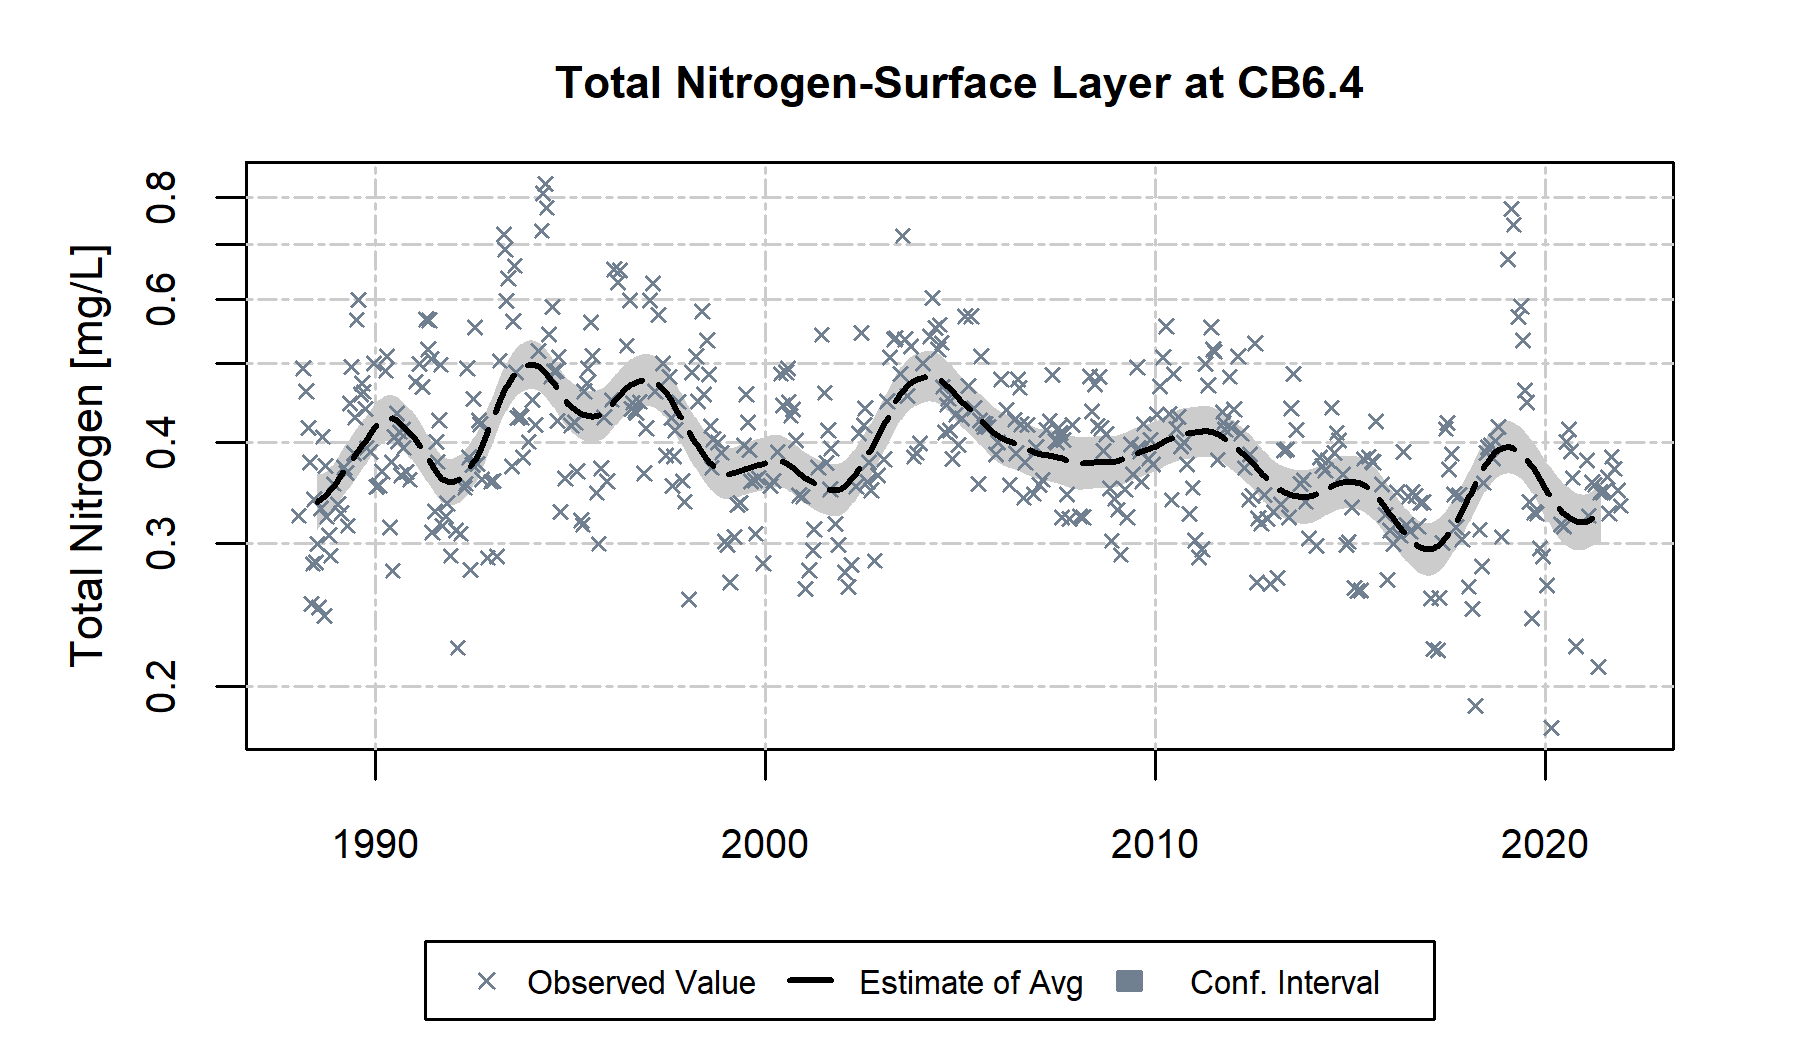 Total Nitrogen-Surface Layer at CB6.4
Total Nitrogen [mg/L]
0.8
0.6
0.4
0.3
0.2
1990 2000 2010 2020
Observed Value Estimate of Avg Conf. Interval